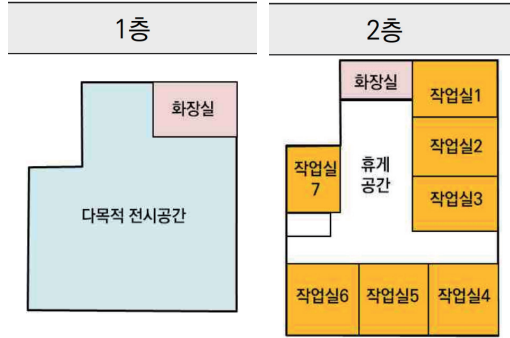 1층
2층
화장실
다목적 전시공간
화장실
작업실1
작업실2
작업실3
작업실
7
휴게
공간
작업실6
작업실5
작업실4